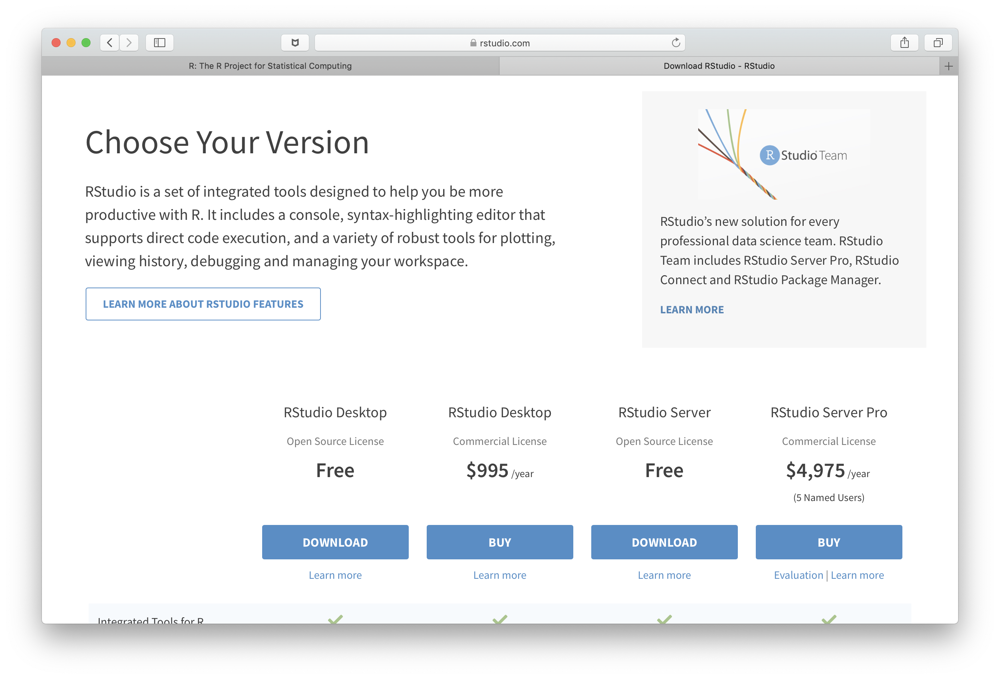 rstudio.com
R: The R Project for Statistical Computing
Download RStudio - RStudio
Choose Your Version
RStudio is a set of integrated tools designed to help you be more
productive with R. It includes a console, syntax-highlighting editor that
supports direct code execution, and a variety of robust tools for plotting,
viewing history, debugging and managing your workspace.
LEARN MORE ABOUT RSTUDIO FEATURES
R Studio Team
RStudio’s new solution for every
professional data science team. RStudio
Team includes RStudio Server Pro, RStudio
Connect and RStudio Package Manager.
LEARN MORE
RStudio Desktop RStudio Desktop RStudio Server RStudio Server Pro
Open Source License Commercial License Open Source License Commercial License
Free $995 /year Free $4,975 /year
(5 Named Users)
DOWNLOAD BUY DOWNLOAD BUY
Learn more Learn more Learn more Evaluation | Learn more
Integrated Tools for R